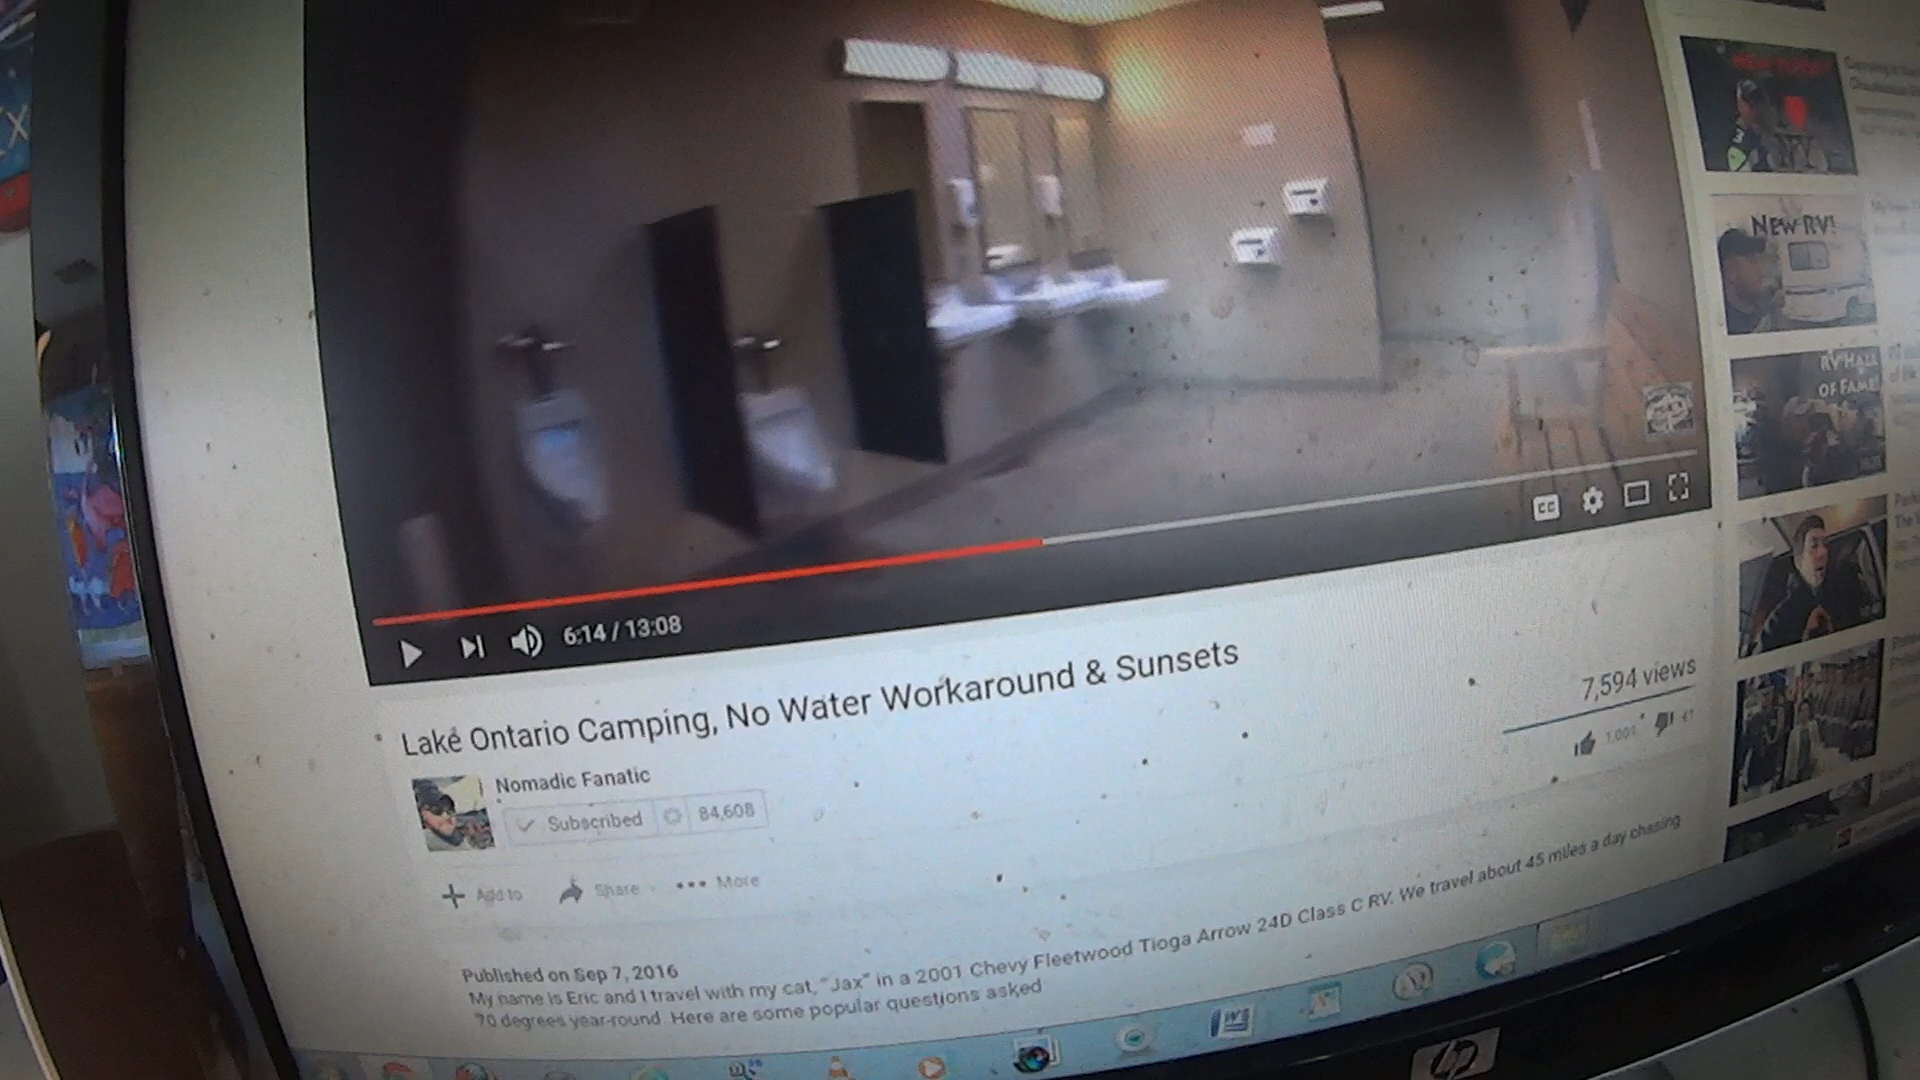 NEW RV!
RV HALL
OF FAME
CC
6:14 / 13:08
Lake Ontario Camping, No Water Workaround & Sunsets
7,594 views
Nomadic Fanatic
Subscribed 84,608
Add to Share More
Published on Sep 7, 2016
My name is Eric and I travel with my cat, "Jax" in a 2001 Chevy Fleetwood Tioga Arrow 24D Class C RV. We travel about 45 miles a day chasing
70 degrees year-round. Here are some popular questions asked
hp